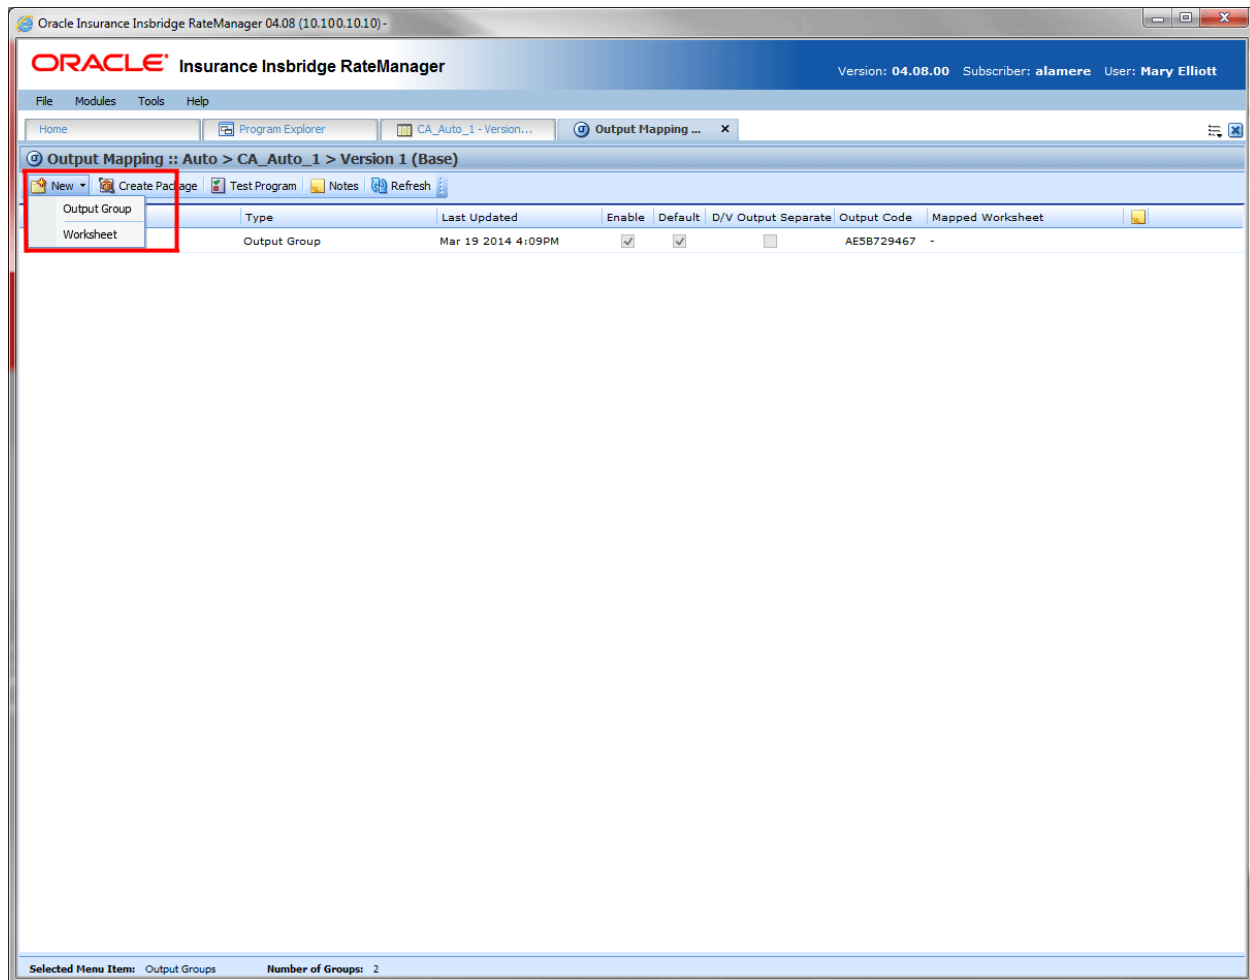 Oracle Insurance Insbridge RateManager 04.08 (10.100.10.10) -
ORACLE Insurance Insbridge RateManager
Version: 04.08.00 Subscriber: alamere User: Mary Elliott
File Modules Tools Help
Home Program Explorer CA_Auto_1 - Version... Output Mapping ...
Output Mapping :: Auto > CA_Auto_1 > Version 1 (Base)
New Create Package Test Program Notes Refresh
Output Group
Worksheet
Type Last Updated Enable Default D/V Output Separate Output Code Mapped Worksheet
Output Group Mar 19 2014 4:09PM AE5B729467 -
Selected Menu Item: Output Groups Number of Groups: 2